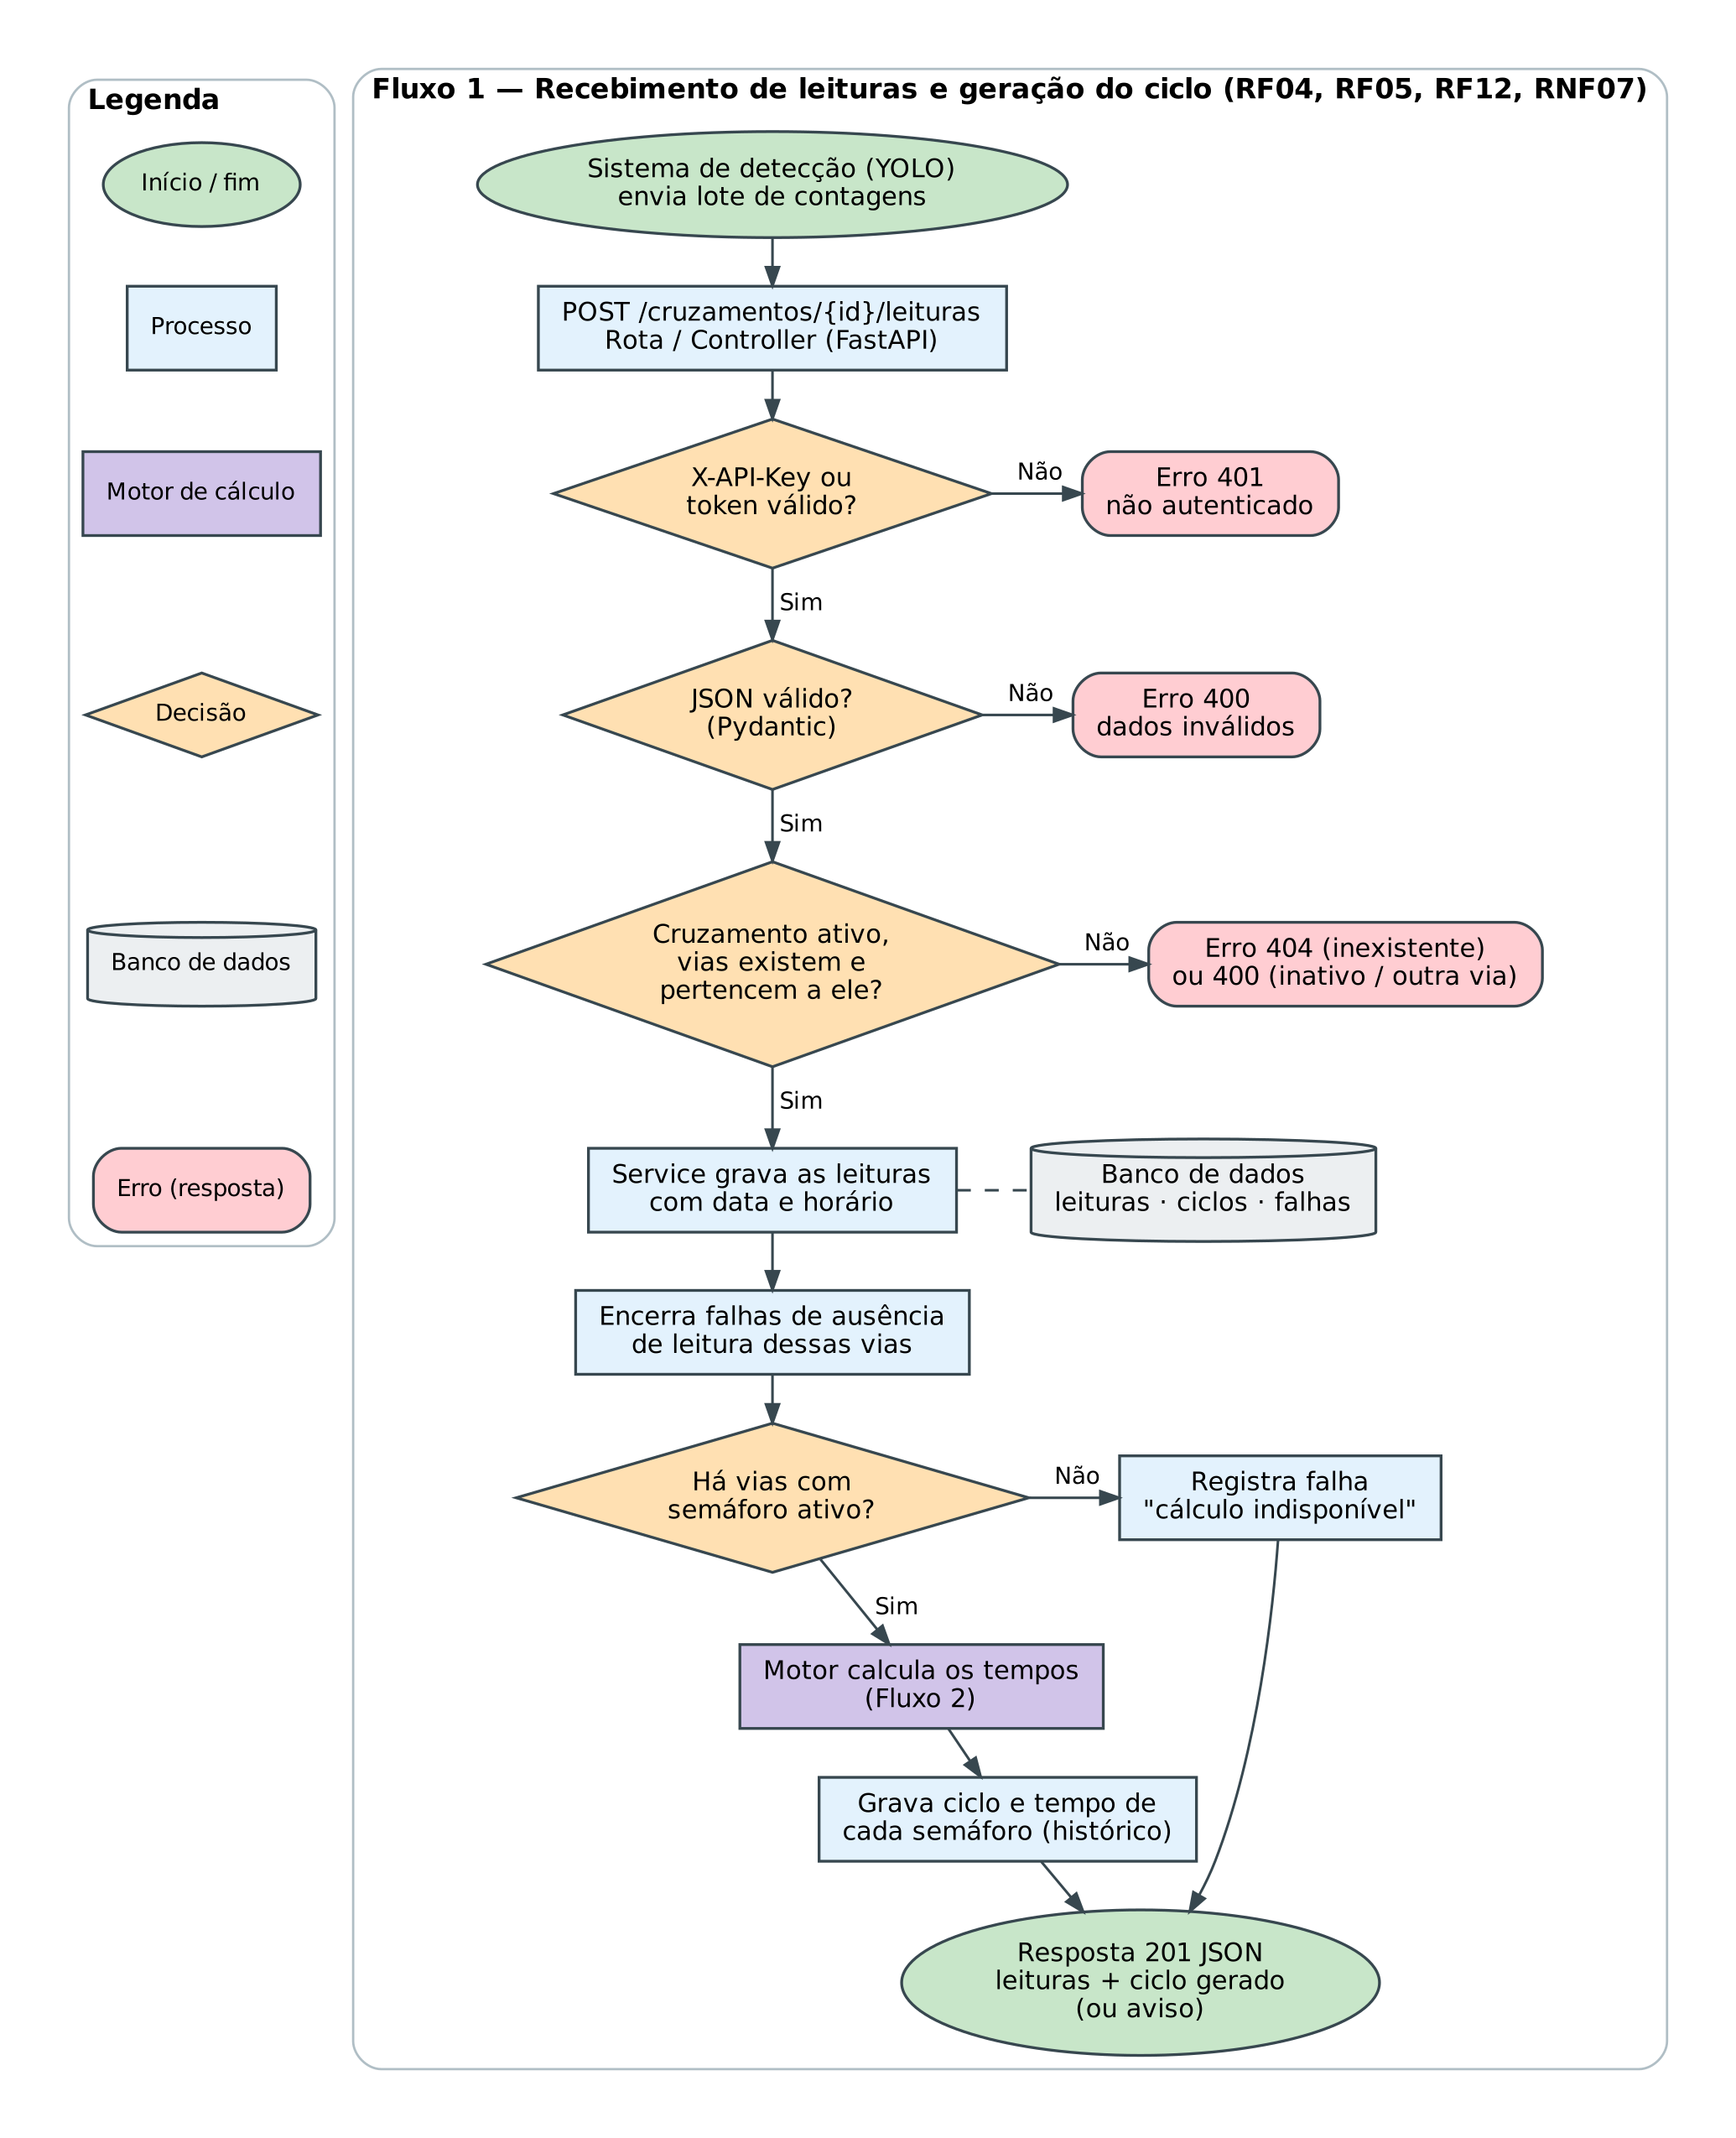 Legenda
Início / fim
Processo
Motor de cálculo
Decisão
Banco de dados
Erro (resposta)
Fluxo 1 — Recebimento de leituras e geração do ciclo (RF04, RF05, RF12, RNF07)
Sistema de detecção (YOLO)
envia lote de contagens
POST /cruzamentos/{id}/leituras
Rota / Controller (FastAPI)
X-API-Key ou
token válido?
Não
Erro 401
não autenticado
Sim
JSON válido?
(Pydantic)
Não
Erro 400
dados inválidos
Sim
Cruzamento ativo,
vias existem e
pertencem a ele?
Não
Erro 404 (inexistente)
ou 400 (inativo / outra via)
Sim
Service grava as leituras
com data e horário
Banco de dados
leituras · ciclos · falhas
Encerra falhas de ausência
de leitura dessas vias
Há vias com
semáforo ativo?
Não
Registra falha
"cálculo indisponível"
Sim
Motor calcula os tempos
(Fluxo 2)
Grava ciclo e tempo de
cada semáforo (histórico)
Resposta 201 JSON
leituras + ciclo gerado
(ou aviso)